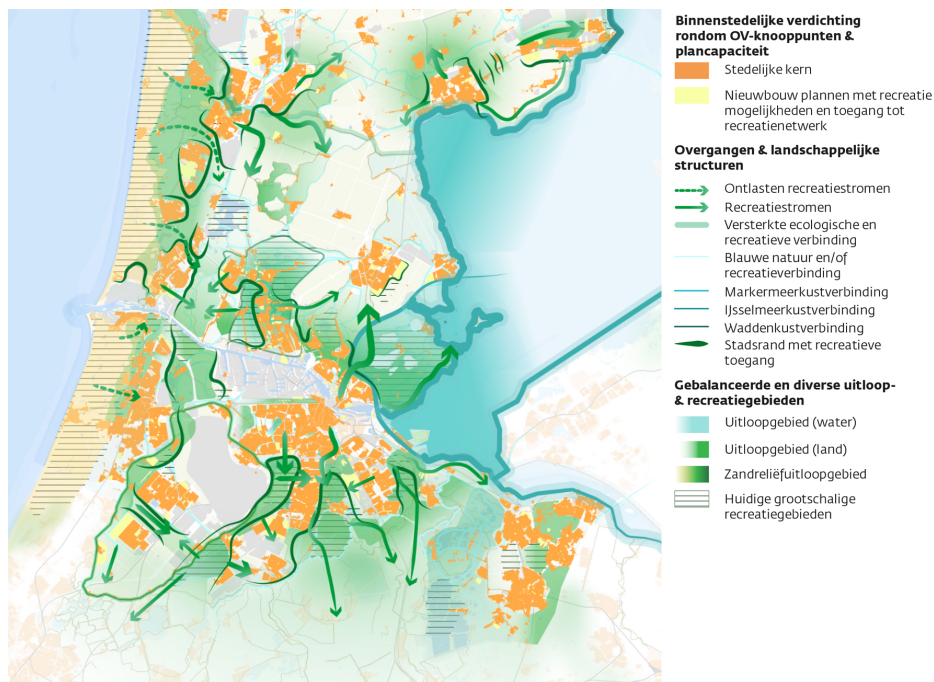 Binnenstedelijke verdichting
rondom OV-knooppunten &
plancapaciteit
Stedelijke kern
Nieuwbouw plannen met recreatie
mogelijkheden en toegang tot
recreatienetwerk
Overgangen & landschappelijke
structuren
Ontlasten recreatiestromen
Recreatiestromen
Versterkte ecologische en
recreatieve verbinding
Blauwe natuur en/of
recreatieverbinding
Markermeerkustverbinding
IJsselmeerkustverbinding
Waddenkustverbinding
Stadsrand met recreatieve
toegang
Gebalanceerde en diverse uitloop-
& recreatiegebieden
Uitloopgebied (water)
Uitloopgebied (land)
Zandreliëfuitloopgebied
Huidige grootschalige
recreatiegebieden